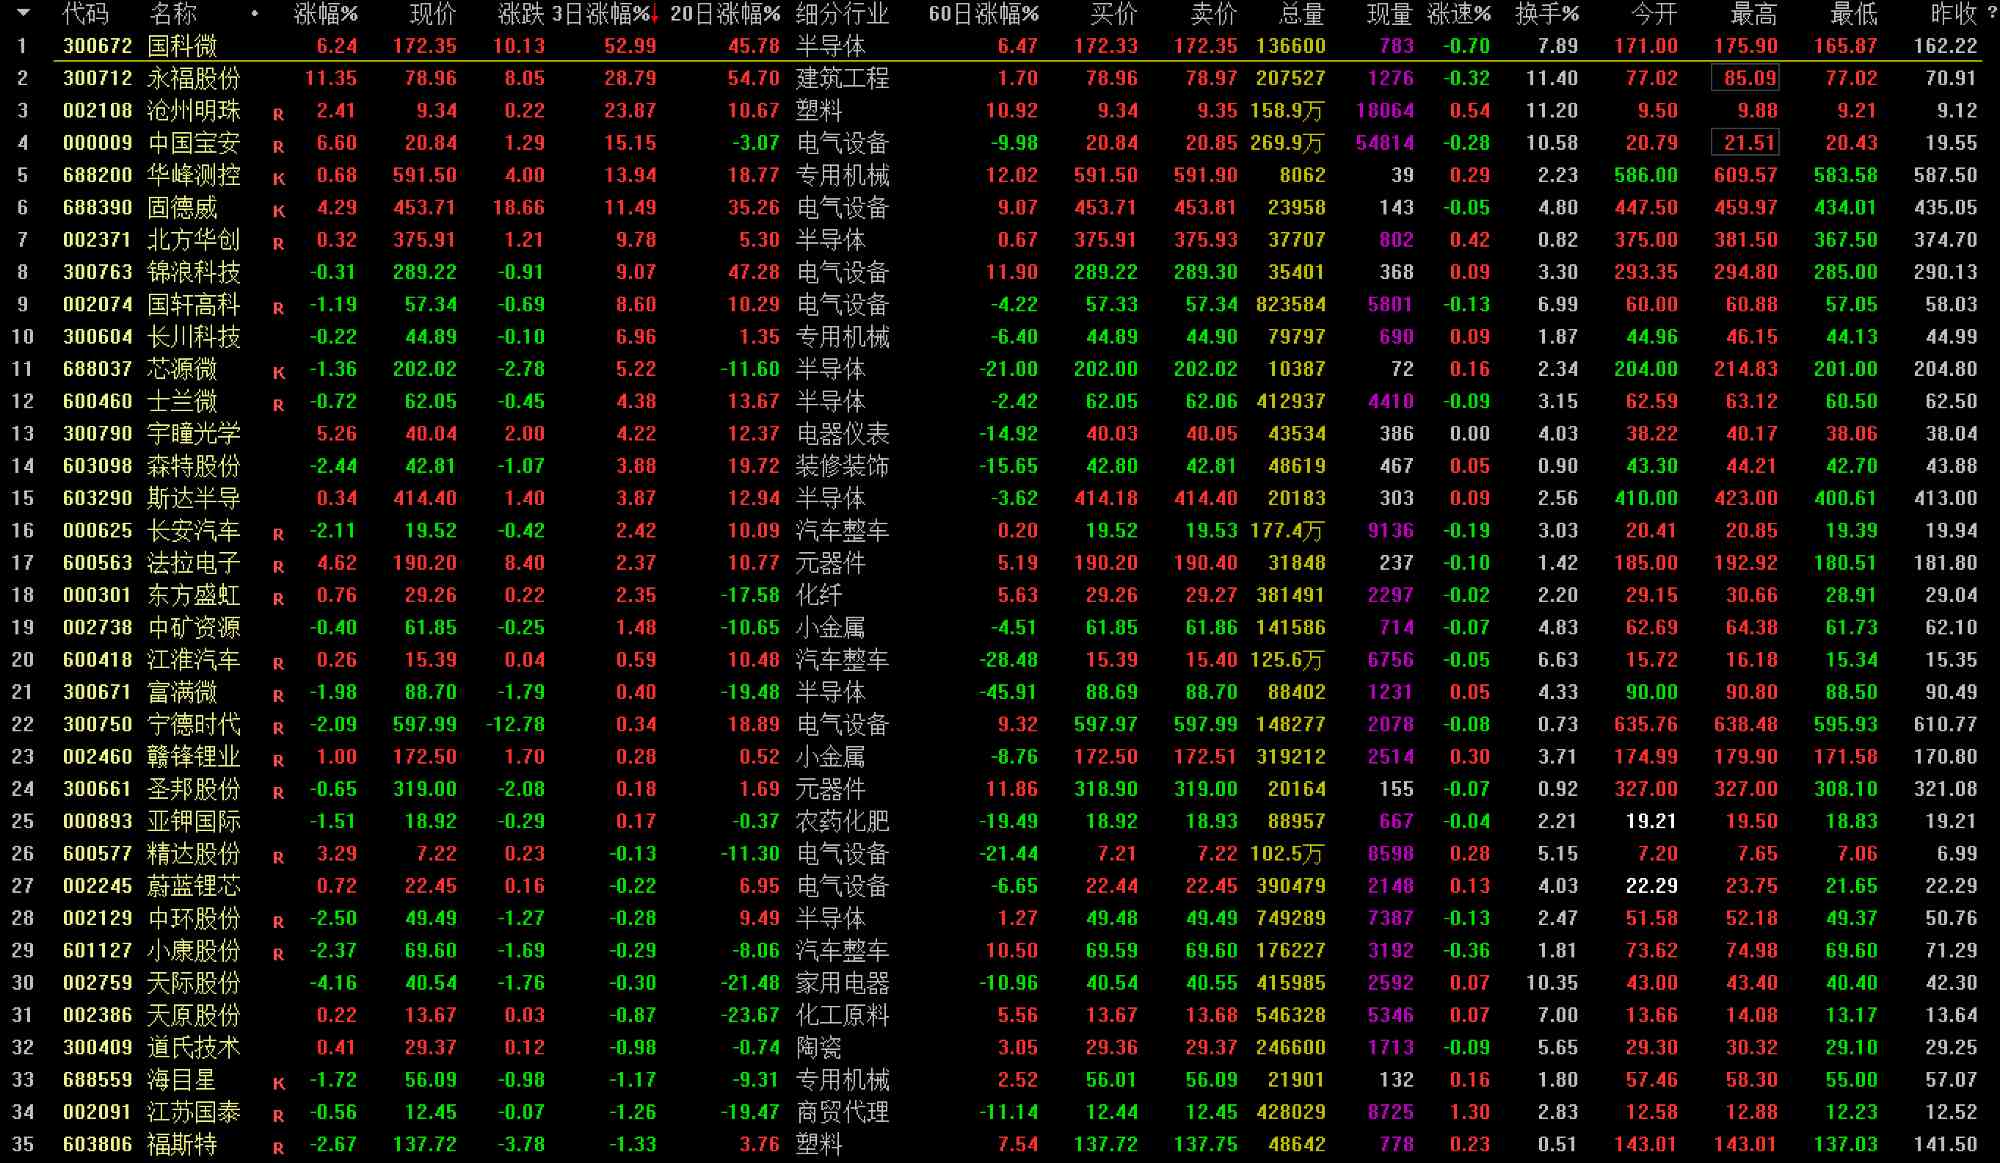 代码 名称 • 涨幅% 现价 涨跌 3日涨幅%↓ 20日涨幅% 细分行业 60日涨幅% 买价 卖价 总量 现量 涨速% 换手% 今开 最高 最低 昨收 ?
1 300672 国科微 6.24 172.35 10.13 52.99 45.78 半导体 6.47 172.33 172.35 136600 783 -0.70 7.89 171.00 175.90 165.87 162.22
2 300712 永福股份 11.35 78.96 8.05 28.79 54.70 建筑工程 1.70 78.96 78.97 207527 1276 -0.32 11.40 77.02 85.09 77.02 70.91
3 002108 沧州明珠 R 2.41 9.34 0.22 23.87 10.67 塑料 10.92 9.34 9.35 158.9万 18064 0.54 11.20 9.50 9.88 9.21 9.12
4 000009 中国宝安 R 6.60 20.84 1.29 15.15 -3.07 电气设备 -9.98 20.84 20.85 269.9万 54814 -0.28 10.58 20.79 21.51 20.43 19.55
5 688200 华峰测控 K 0.68 591.50 4.00 13.94 18.77 专用机械 12.02 591.50 591.90 8062 39 0.29 2.23 586.00 609.57 583.58 587.50
6 688390 固德威 K 4.29 453.71 18.66 11.49 35.26 电气设备 9.07 453.71 453.81 23958 143 -0.05 4.80 447.50 459.97 434.01 435.05
7 002371 北方华创 R 0.32 375.91 1.21 9.78 5.30 半导体 0.67 375.91 375.93 37707 802 0.42 0.82 375.00 381.50 367.50 374.70
8 300763 锦浪科技 -0.31 289.22 -0.91 9.07 47.28 电气设备 11.90 289.22 289.30 35401 368 0.09 3.30 293.35 294.80 285.00 290.13
9 002074 国轩高科 R -1.19 57.34 -0.69 8.60 10.29 电气设备 -4.22 57.33 57.34 823584 5801 -0.13 6.99 60.00 60.88 57.05 58.03
10 300604 长川科技 -0.22 44.89 -0.10 6.96 1.35 专用机械 -6.40 44.89 44.90 79797 690 0.09 1.87 44.96 46.15 44.13 44.99
11 688037 芯源微 K -1.36 202.02 -2.78 5.22 -11.60 半导体 -21.00 202.00 202.02 10387 72 0.16 2.34 204.00 214.83 201.00 204.80
12 600460 士兰微 R -0.72 62.05 -0.45 4.38 13.67 半导体 -2.42 62.05 62.06 412937 4410 -0.09 3.15 62.59 63.12 60.50 62.50
13 300790 宇瞳光学 5.26 40.04 2.00 4.22 12.37 电器仪表 -14.92 40.03 40.05 43534 386 0.00 4.03 38.22 40.17 38.06 38.04
14 603098 森特股份 -2.44 42.81 -1.07 3.88 19.72 装修装饰 -15.65 42.80 42.81 48619 467 0.05 0.90 43.30 44.21 42.70 43.88
15 603290 斯达半导 0.34 414.40 1.40 3.87 12.94 半导体 -3.62 414.18 414.40 20183 303 0.09 2.56 410.00 423.00 400.61 413.00
16 000625 长安汽车 R -2.11 19.52 -0.42 2.42 10.09 汽车整车 0.20 19.52 19.53 177.4万 9136 -0.19 3.03 20.41 20.85 19.39 19.94
17 600563 法拉电子 R 4.62 190.20 8.40 2.37 10.77 元器件 5.19 190.20 190.40 31848 237 -0.10 1.42 185.00 192.92 180.51 181.80
18 000301 东方盛虹 R 0.76 29.26 0.22 2.35 -17.58 化纤 5.63 29.26 29.27 381491 2297 -0.02 2.20 29.15 30.66 28.91 29.04
19 002738 中矿资源 -0.40 61.85 -0.25 1.48 -10.65 小金属 -4.51 61.85 61.86 141586 714 -0.07 4.83 62.69 64.38 61.73 62.10
20 600418 江淮汽车 R 0.26 15.39 0.04 0.59 10.48 汽车整车 -28.48 15.39 15.40 125.6万 6756 -0.05 6.63 15.72 16.18 15.34 15.35
21 300671 富满微 R -1.98 88.70 -1.79 0.40 -19.48 半导体 -45.91 88.69 88.70 88402 1231 0.05 4.33 90.00 90.80 88.50 90.49
22 300750 宁德时代 R -2.09 597.99 -12.78 0.34 18.89 电气设备 9.32 597.97 597.99 148277 2078 -0.08 0.73 635.76 638.48 595.93 610.77
23 002460 赣锋锂业 R 1.00 172.50 1.70 0.28 0.52 小金属 -8.76 172.50 172.51 319212 2514 0.30 3.71 174.99 179.90 171.58 170.80
24 300661 圣邦股份 R -0.65 319.00 -2.08 0.18 1.69 元器件 11.86 318.90 319.00 20164 155 -0.07 0.92 327.00 327.00 308.10 321.08
25 000893 亚钾国际 -1.51 18.92 -0.29 0.17 -0.37 农药化肥 -19.49 18.92 18.93 88957 667 -0.04 2.21 19.21 19.50 18.83 19.21
26 600577 精达股份 R 3.29 7.22 0.23 -0.13 -11.30 电气设备 -21.44 7.21 7.22 102.5万 8598 0.28 5.15 7.20 7.65 7.06 6.99
27 002245 蔚蓝锂芯 0.72 22.45 0.16 -0.22 6.95 电气设备 -6.65 22.44 22.45 390479 2148 0.13 4.03 22.29 23.75 21.65 22.29
28 002129 中环股份 R -2.50 49.49 -1.27 -0.28 9.49 半导体 1.27 49.48 49.49 749289 7387 -0.13 2.47 51.58 52.18 49.37 50.76
29 601127 小康股份 R -2.37 69.60 -1.69 -0.29 -8.06 汽车整车 10.50 69.59 69.60 176227 3192 -0.36 1.81 73.62 74.98 69.60 71.29
30 002759 天际股份 -4.16 40.54 -1.76 -0.30 -21.48 家用电器 -10.96 40.54 40.55 415985 2592 0.07 10.35 43.00 43.40 40.40 42.30
31 002386 天原股份 0.22 13.67 0.03 -0.87 -23.67 化工原料 5.56 13.67 13.68 546328 5346 0.07 7.00 13.66 14.08 13.17 13.64
32 300409 道氏技术 0.41 29.37 0.12 -0.98 -0.74 陶瓷 3.05 29.36 29.37 246600 1713 -0.09 5.65 29.30 30.32 29.10 29.25
33 688559 海目星 K -1.72 56.09 -0.98 -1.17 -9.31 专用机械 2.52 56.01 56.09 21901 132 0.16 1.80 57.46 58.30 55.00 57.07
34 002091 江苏国泰 R -0.56 12.45 -0.07 -1.26 -19.47 商贸代理 -11.14 12.44 12.45 428029 8725 1.30 2.83 12.58 12.88 12.23 12.52
35 603806 福斯特 R -2.67 137.72 -3.78 -1.33 3.76 塑料 7.54 137.72 137.75 48642 778 0.23 0.51 143.01 143.01 137.03 141.50